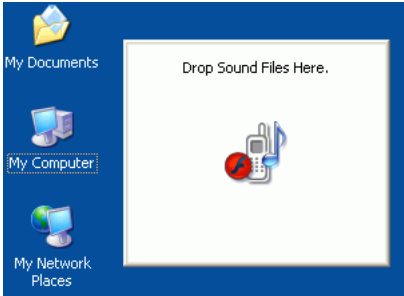 My Documents
Drop Sound Files Here.
My Computer
My Network
Places